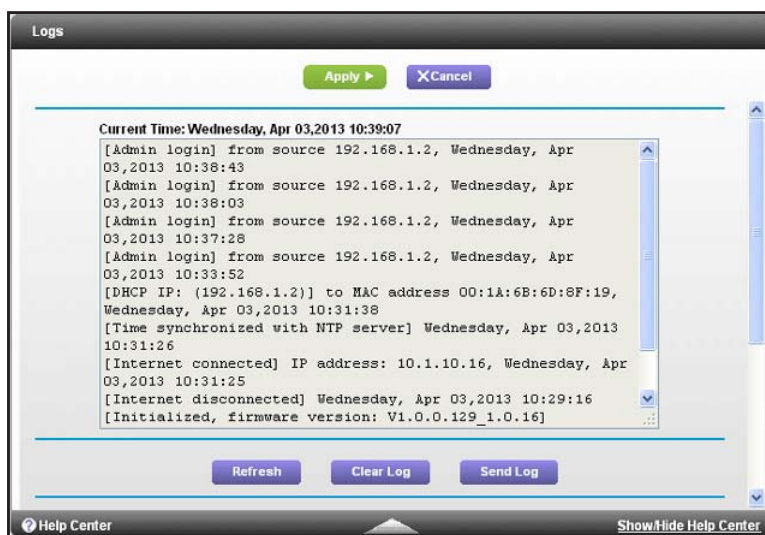 Logs
Apply
Cancel
Current Time: Wednesday, Apr 03,2013 10:39:07
[Admin login] from source 192.168.1.2, Wednesday, Apr
03,2013 10:38:43
[Admin login] from source 192.168.1.2, Wednesday, Apr
03,2013 10:38:03
[Admin login] from source 192.168.1.2, Wednesday, Apr
03,2013 10:37:28
[Admin login] from source 192.168.1.2, Wednesday, Apr
03,2013 10:33:52
[DHCP IP: (192.168.1.2)] to MAC address 00:1A:6B:6D:8F:19,
Wednesday, Apr 03,2013 10:31:38
[Time synchronized with NTP server] Wednesday, Apr 03,2013
10:31:26
[Internet connected] IP address: 10.1.10.16, Wednesday, Apr
03,2013 10:31:25
[Internet disconnected] Wednesday, Apr 03,2013 10:29:16
[Initialized, firmware version: V1.0.0.129_1.0.16]
Refresh
Clear Log
Send Log
Help Center
Show/Hide Help Center